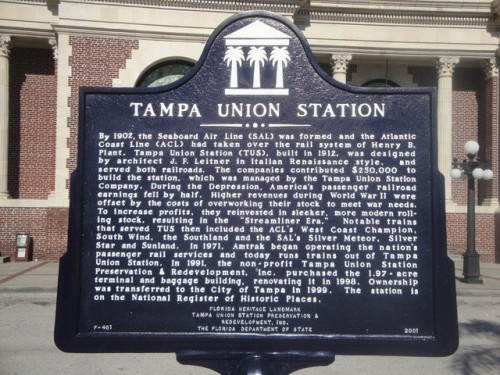 TAMPA UNION STATION
By 1902, the Seaboard Air Line (SAL) was formed and the Atlantic
Coast Line (ACL) had taken over the rail system of Henry B.
Plant. Tampa Union Station (TUS), built in 1912, was designed
by architect J. F. Leitner in Italian Renaissance style, and
served both railroads. The companies contributed $250,000 to
build the station, which was managed by the Tampa Union Station
Company. During the Depression, America's passenger railroad
earnings fell by half. Higher revenues during World War II were
offset by the costs of overworking their stock to meet war needs.
To increase profits, they reinvested in sleeker, more modern roll-
ing stock, resulting in the "Streamliner Era." Notable trains
that served TUS then included the ACL's West Coast Champion,
South Wind, the Southland and the SAL's Silver Meteor, Silver
Star and Sunland. In 1971, Amtrak began operating the nation's
passenger rail services and today runs trains out of Tampa
Union Station. In 1991, the non-profit Tampa Union Station
Preservation & Redevelopment, Inc. purchased the 1.97-acre
terminal and baggage building, renovating it in 1998. Ownership
was transferred to the City of Tampa in 1999. The station is
on the National Register of Historic Places.
FLORIDA HERITAGE LANDMARK
TAMPA UNION STATION PRESERVATION &
REDEVELOPMENT, INC.
F-461 THE FLORIDA DEPARTMENT OF STATE 2001